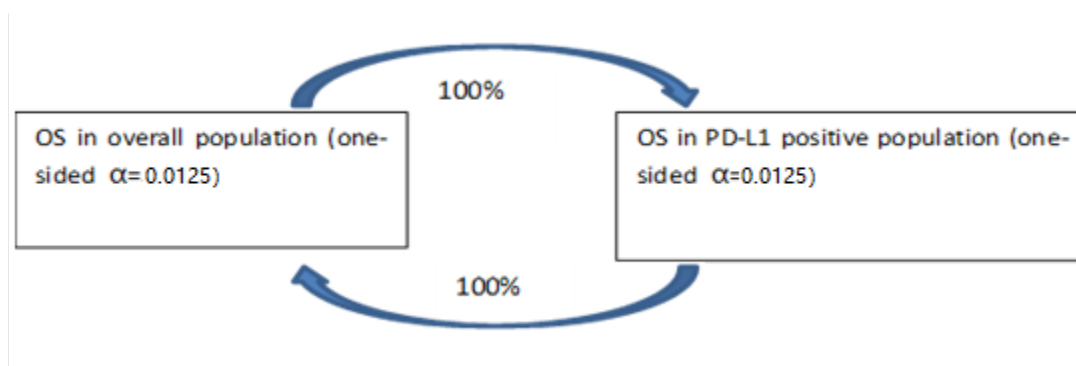 100%
OS in overall population (one-
sided α= 0.0125)
OS in PD-L1 positive population (one-
sided α=0.0125)
100%